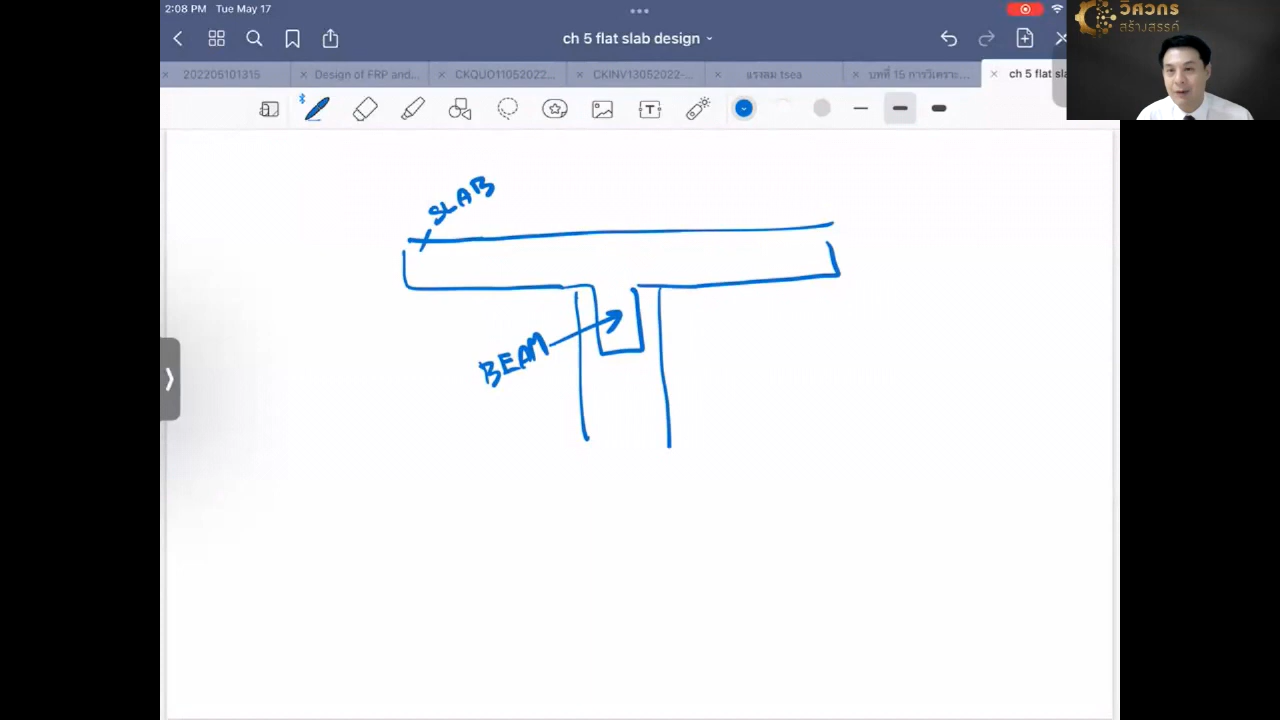 2:08 PM Tue May 17
ch 5 flat slab design
202205101315
Design of FRP and...
CKQUO11052022...
CKINV13052022-...
แรงลม tsea
บทที่ 15 การวิเคราะ...
ch 5 flat sla
วิศวกร
สร้างสรรค์
SLAB
BEAM